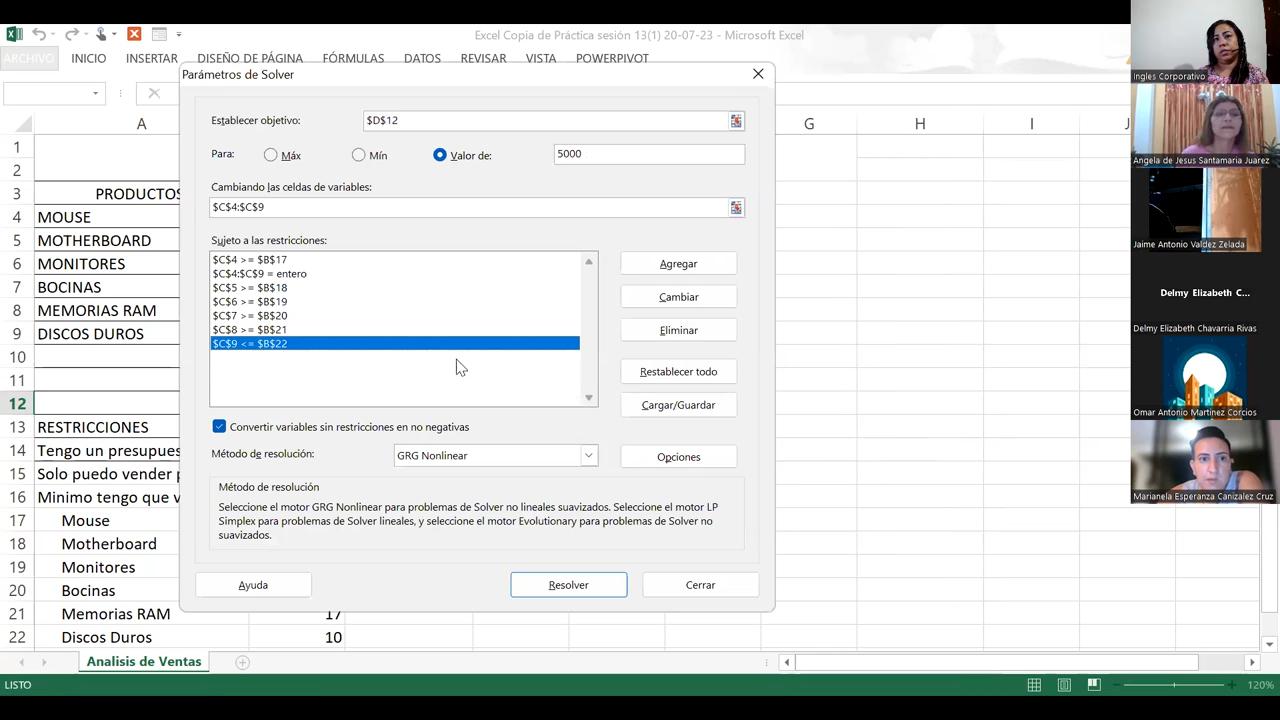 Excel Copia de Práctica sesión 13(1) 20-07-23 - Microsoft Excel
ARCHIVO INICIO INSERTAR DISEÑO DE PÁGINA FÓRMULAS DATOS REVISAR VISTA POWERPIVOT
Parámetros de Solver
Establecer objetivo: $D$12
Para: Máx Mín Valor de: 5000
Cambiando las celdas de variables:
$C$4:$C$9
Sujeto a las restricciones:
$C$4 >= $B$17
$C$4:$C$9 = entero
$C$5 >= $B$18
$C$6 >= $B$19
$C$7 >= $B$20
$C$8 >= $B$21
$C$9 <= $B$22
Agregar
Cambiar
Eliminar
Restablecer todo
Cargar/Guardar
Convertir variables sin restricciones en no negativas
Método de resolución: GRG Nonlinear Opciones
Método de resolución
Seleccione el motor GRG Nonlinear para problemas de Solver no lineales suavizados. Seleccione el motor LP
Simplex para problemas de Solver lineales, y seleccione el motor Evolutionary para problemas de Solver no
suavizados.
Ayuda Resolver Cerrar
A G H I J
1
2
3 PRODUCTOS
4 MOUSE
5 MOTHERBOARD
6 MONITORES
7 BOCINAS
8 MEMORIAS RAM
9 DISCOS DUROS
10
11
12
13 RESTRICCIONES
14 Tengo un presupues
15 Solo puedo vender p
16 Minimo tengo que v
17 Mouse
18 Motherboard
19 Monitores
20 Bocinas
21 Memorias RAM 17
22 Discos Duros 10
Analisis de Ventas
LISTO
120%
Ingles Corporativo
Angela de Jesus Santamaria Juarez
Jaime Antonio Valdez Zelada
Delmy Elizabeth C...
Delmy Elizabeth Chavarria Rivas
Omar Antonio Martinez Corcios
Marianela Esperanza Canizalez Cruz